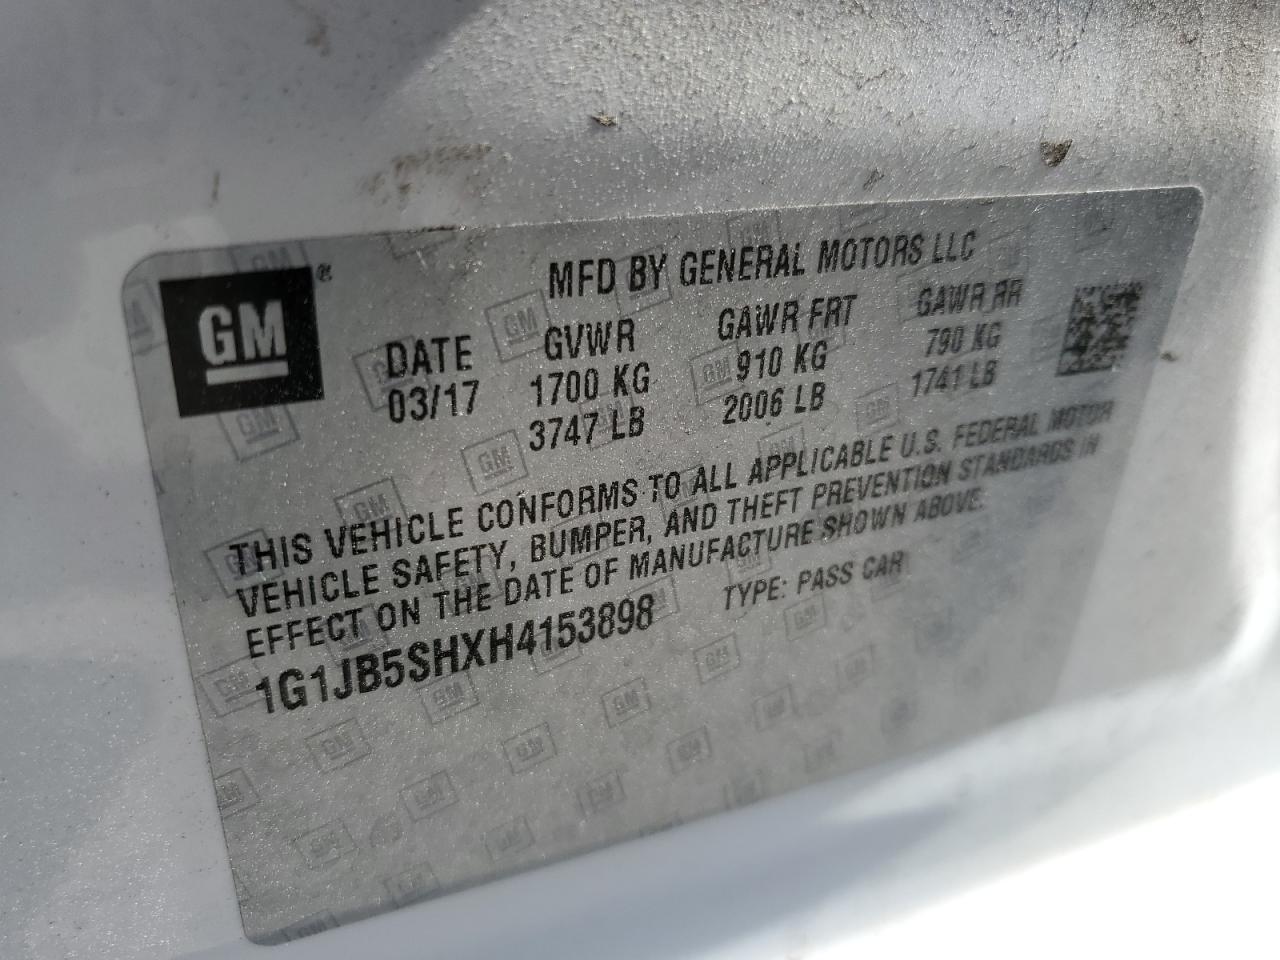 GM®
MFD BY GENERAL MOTORS LLC
DATE GVWR GAWR FRT GAWR RR
03/17 1700 KG 910 KG 790 KG
3747 LB 2006 LB 1741 LB
THIS VEHICLE CONFORMS TO ALL APPLICABLE U.S. FEDERAL MOTOR
VEHICLE SAFETY, BUMPER, AND THEFT PREVENTION STANDARDS IN
EFFECT ON THE DATE OF MANUFACTURE SHOWN ABOVE.
1G1JB5SHXH4153898 TYPE: PASS CAR